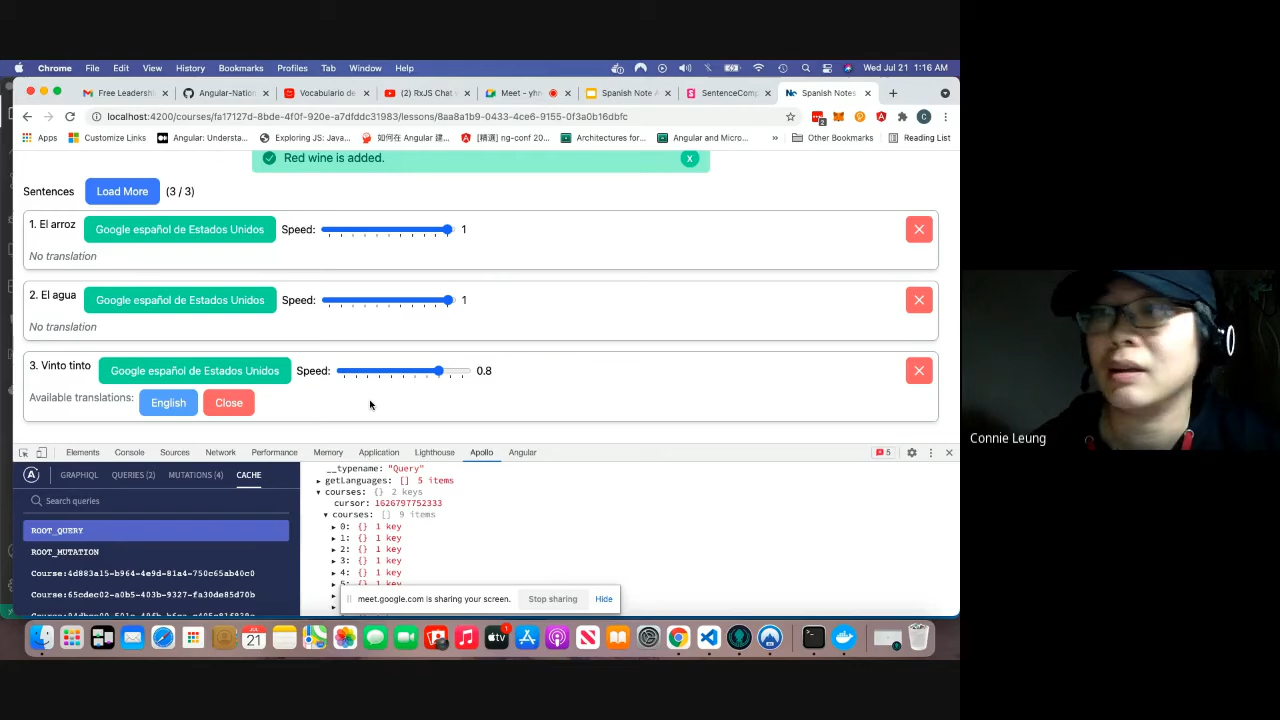 Chrome File Edit View History Bookmarks Profiles Tab Window Help Wed Jul 21 1:16 AM
Free Leadersh Angular-Nation Vocabulario de (2) RxJS Chat Meet - yhn Spanish Note A SentenceComp Spanish Notes
localhost:4200/courses/fa17127d-8bde-4f0f-920e-a7dfddc31983/lessons/8aa8a1b9-0433-4ce6-9155-0f3a0b16dbfc
Apps Customize Links Angular: Understa... Exploring JS: Java... 如何在 Angular 建... [精選] ng-conf 20... Architectures for... Angular and Micro... » Other Bookmarks Reading List
Red wine is added. X
Sentences Load More (3 / 3)
1. El arroz Google español de Estados Unidos Speed: 1
No translation
2. El agua Google español de Estados Unidos Speed: 1
No translation
3. Vinto tinto Google español de Estados Unidos Speed: 0.8
Available translations: English Close
Connie Leung
Elements Console Sources Network Performance Memory Application Lighthouse Apollo Angular 5
GRAPHIQL QUERIES (2) MUTATIONS (4) CACHE
Search queries
ROOT_QUERY
ROOT_MUTATION
Course:4d883a15-b964-4e9d-81a4-750c65ab40c0
Course:65cdec02-a0b5-403b-9327-fa30de85d70b
__typename: "Query"
getLanguages: [] 5 items
courses: {} 2 keys
cursor: 1626797752333
courses: [] 9 items
0: {} 1 key
1: {} 1 key
2: {} 1 key
3: {} 1 key
4: {} 1 key
5: {} 1 key
meet.google.com is sharing your screen. Stop sharing Hide